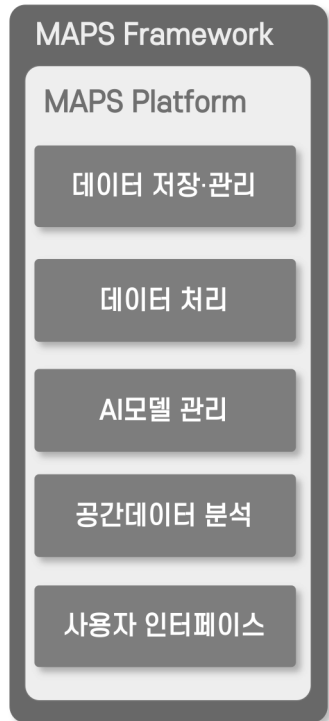 MAPS Framework
MAPS Platform
데이터 저장·관리
데이터 처리
AI모델 관리
공간데이터 분석
사용자 인터페이스